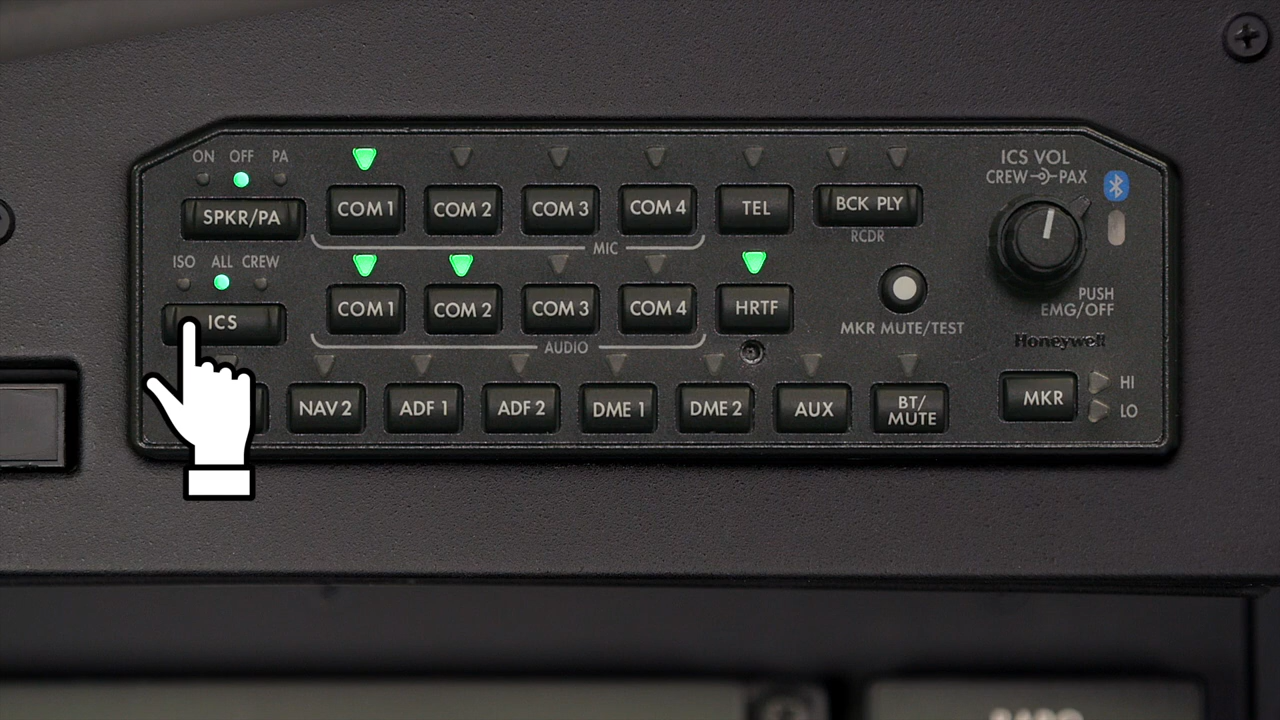 ON OFF PA
SPKR/PA
COM 1 COM 2 COM 3 COM 4 TEL BCK PLY
MIC
RCDR
ICS VOL
CREW PAX
ISO ALL CREW
ICS
COM 1 COM 2 COM 3 COM 4 HRTF
AUDIO
MKR MUTE/TEST
PUSH
EMG/OFF
Honeywell
NAV 2 ADF 1 ADF 2 DME 1 DME 2 AUX BT/
MUTE
MKR
HI
LO